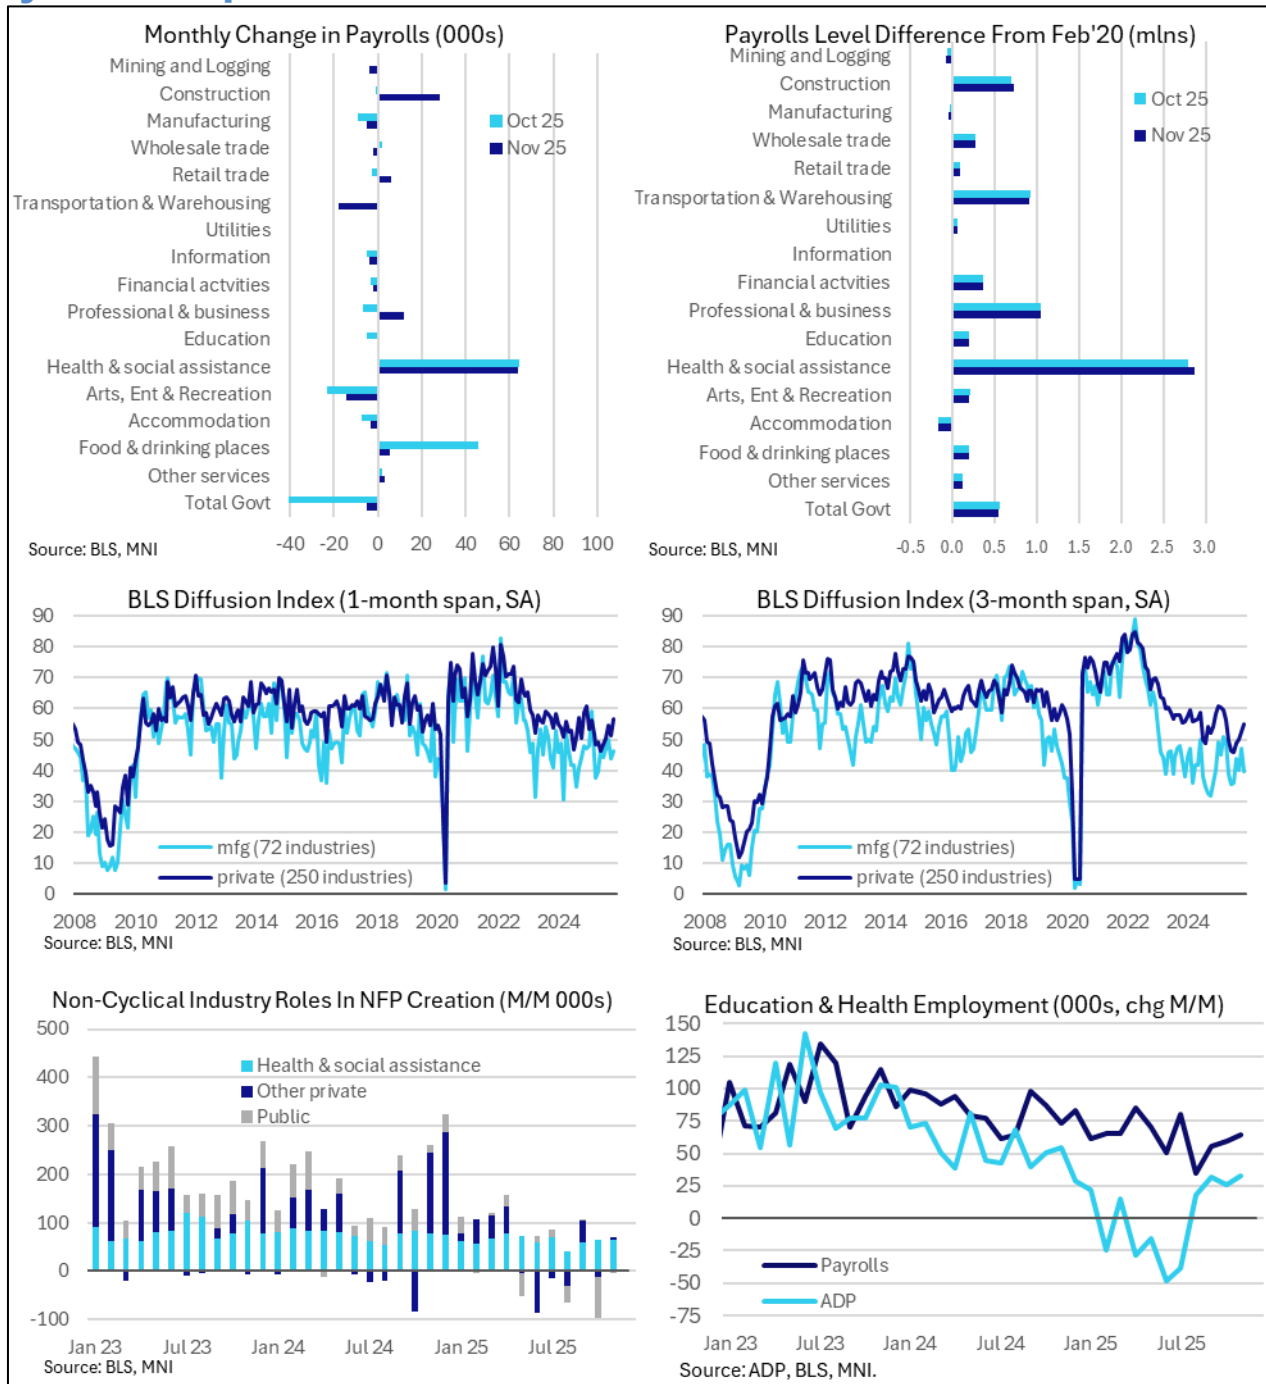 Monthly Change in Payrolls (000s)
Mining and Logging
Construction
Manufacturing
Wholesale trade
Retail trade
Transportation & Warehousing
Utilities
Information
Financial actvities
Professional & business
Education
Health & social assistance
Arts, Ent & Recreation
Accommodation
Food & drinking places
Other services
Total Govt
Oct 25
Nov 25
-40 -20 0 20 40 60 80 100
Source: BLS, MNI
Payrolls Level Difference From Feb'20 (mlns)
Mining and Logging
Construction
Manufacturing
Wholesale trade
Retail trade
Transportation & Warehousing
Utilities
Information
Financial actvities
Professional & business
Education
Health & social assistance
Arts, Ent & Recreation
Accommodation
Food & drinking places
Other services
Total Govt
Oct 25
Nov 25
-0.5 0.0 0.5 1.0 1.5 2.0 2.5 3.0
Source: BLS, MNI
BLS Diffusion Index (1-month span, SA)
90
80
70
60
50
40
30
20
10
0
mfg (72 industries)
private (250 industries)
2008 2010 2012 2014 2016 2018 2020 2022 2024
Source: BLS, MNI
BLS Diffusion Index (3-month span, SA)
90
80
70
60
50
40
30
20
10
0
mfg (72 industries)
private (250 industries)
2008 2010 2012 2014 2016 2018 2020 2022 2024
Source: BLS, MNI
Non-Cyclical Industry Roles In NFP Creation (M/M 000s)
500
400
300
200
100
0
-100
Health & social assistance
Other private
Public
Jan 23 Jul 23 Jan 24 Jul 24 Jan 25 Jul 25
Source: BLS, MNI
Education & Health Employment (000s, chg M/M)
150
125
100
75
50
25
0
-25
-50
-75
Payrolls
ADP
Jan 23 Jul 23 Jan 24 Jul 24 Jan 25 Jul 25
Source: ADP, BLS, MNI.